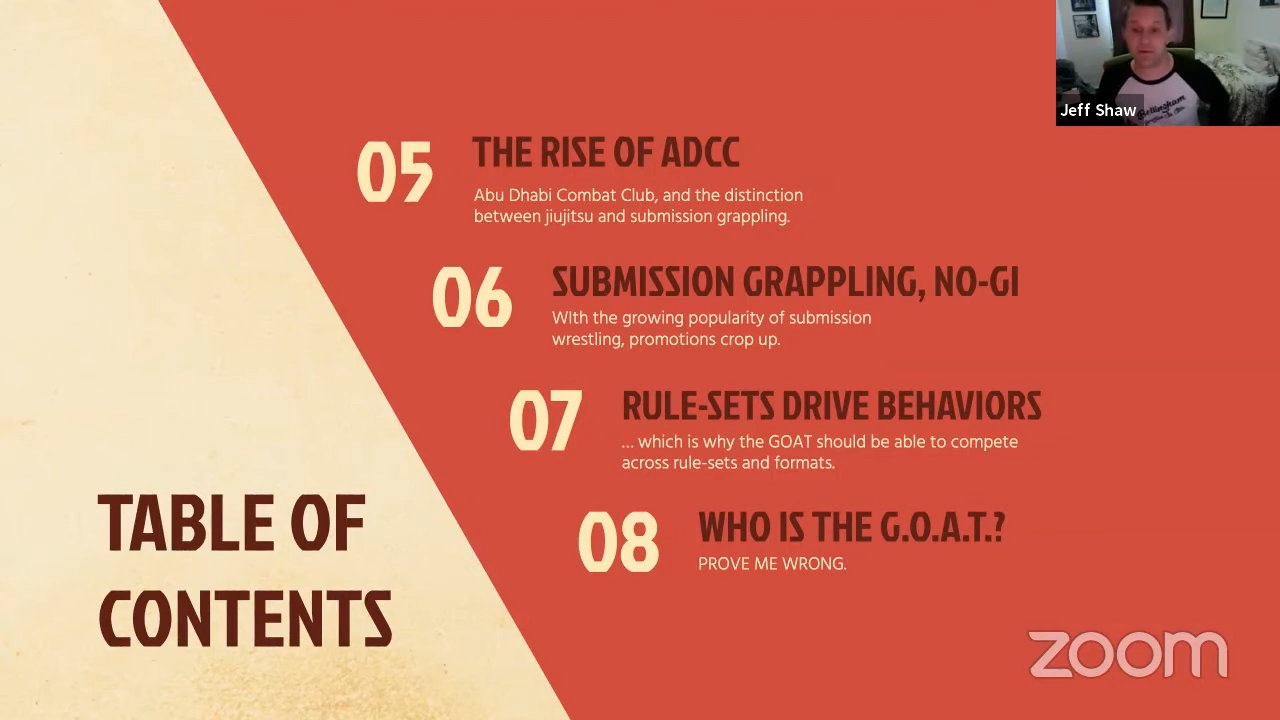 Jeff Shaw
Bellingham
05
THE RISE OF ADCC
Abu Dhabi Combat Club, and the distinction
between jiujitsu and submission grappling.
06
SUBMISSION GRAPPLING, NO-GI
WIth the growing popularity of submission
wrestling, promotions crop up.
07
RULE-SETS DRIVE BEHAVIORS
... which is why the GOAT should be able to compete
across rule-sets and formats.
08
WHO IS THE G.O.A.T.?
PROVE ME WRONG.
TABLE OF
CONTENTS
zoom